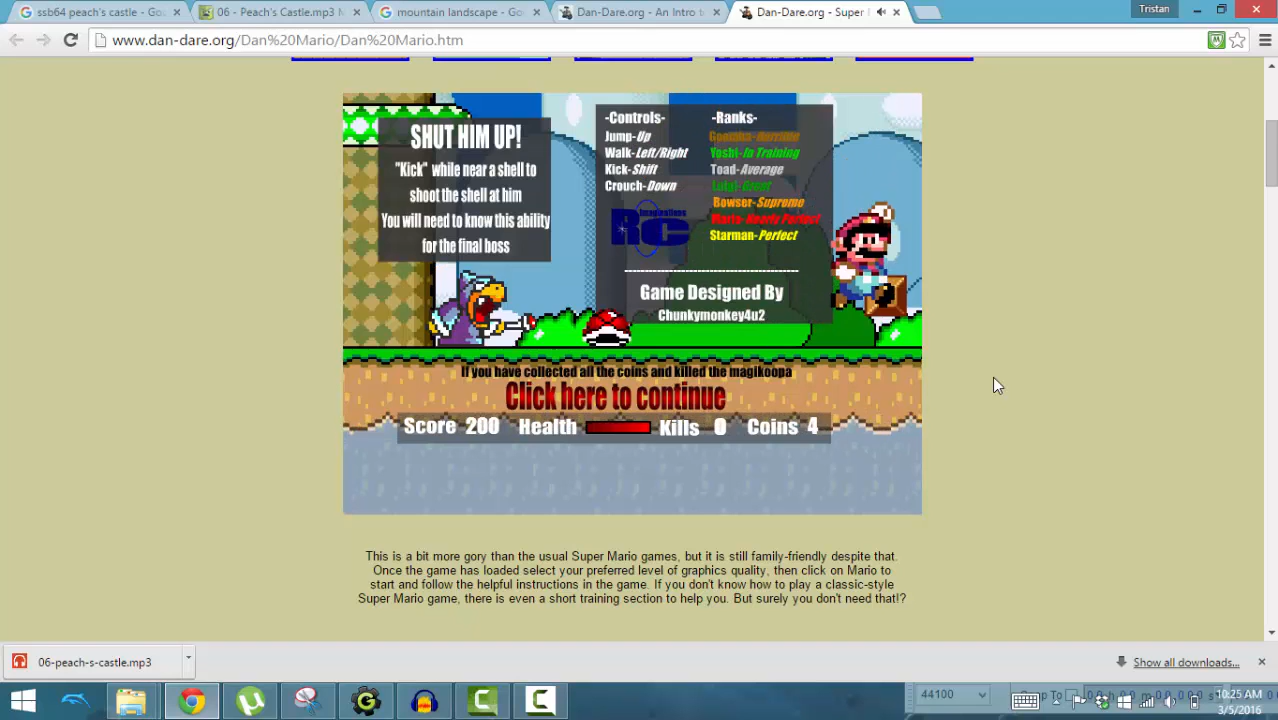 ssb64 peach's castle - Go
06 - Peach's Castle.mp3 M
mountain landscape - Go
Dan-Dare.org - An Intro t
Dan-Dare.org - Super
Tristan
www.dan-dare.org/Dan%20Mario/Dan%20Mario.htm
SHUT HIM UP!
"Kick" while near a shell to
shoot the shell at him
You will need to know this ability
for the final boss
-Controls-
Jump-Up
Walk-Left/Right
Kick-Shift
Crouch-Down
-Ranks-
Goomba-Horrible
Yoshi-In Training
Toad-Average
Luigi-Great
Bowser-Supreme
Mario-Nearly Perfect
Starman-Perfect
Imaginations
RC
Game Designed By
Chunkymonkey4u2
If you have collected all the coins and killed the magikoopa
Click here to continue
Score 200 Health Kills 0 Coins 4
This is a bit more gory than the usual Super Mario games, but it is still family-friendly despite that.
Once the game has loaded select your preferred level of graphics quality, then click on Mario to
start and follow the helpful instructions in the game. If you don't know how to play a classic-style
Super Mario game, there is even a short training section to help you. But surely you don't need that!?
06-peach-s-castle.mp3
Show all downloads...
44100
10:25 AM
3/5/2016